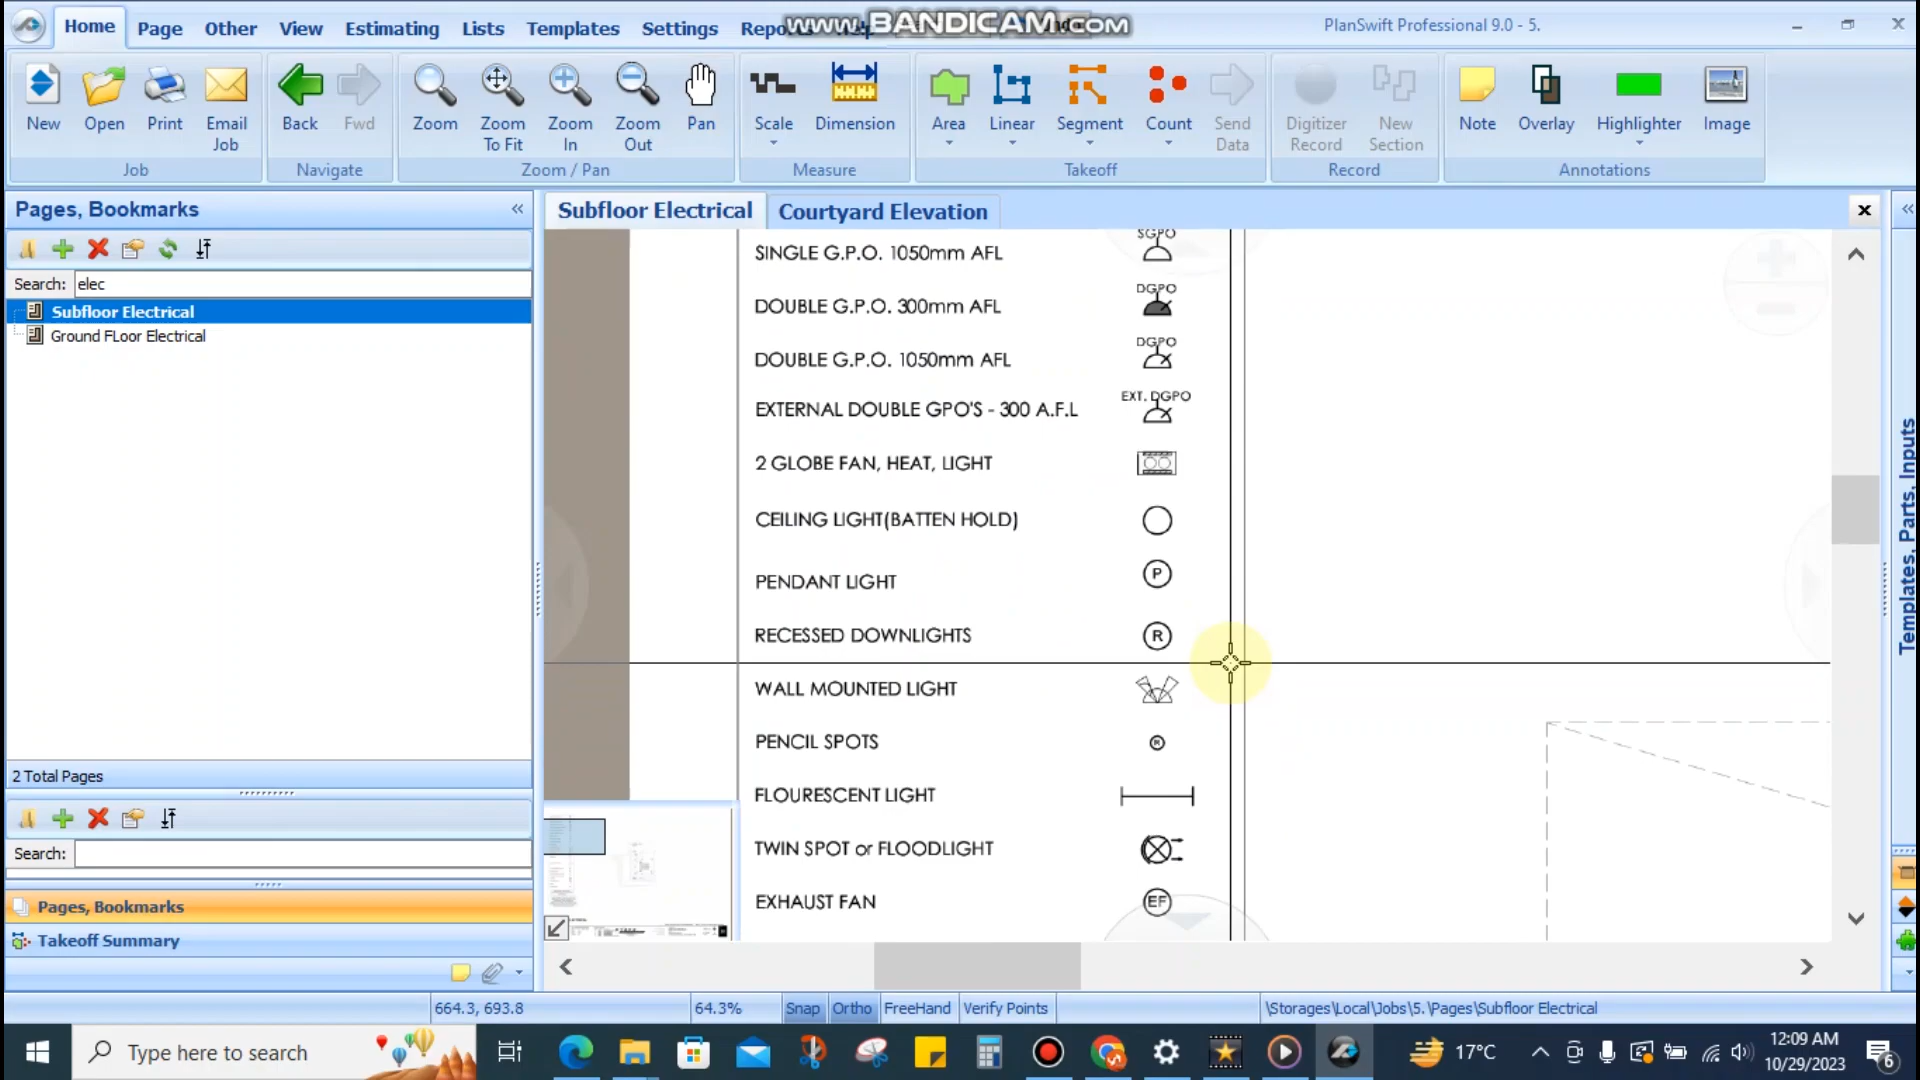 Home
Page
Other
View
Estimating
Lists
Templates
Settings
www.BANDICAM.com
PlanSwift Professional 9.0 - 5.
New
Open
Print
Email Job
Back
Fwd
Zoom
Zoom To Fit
Zoom In
Zoom Out
Pan
Scale
Dimension
Area
Linear
Segment
Count
Send Data
Digitizer Record
New Section
Note
Overlay
Highlighter
Image
Job
Navigate
Zoom / Pan
Measure
Takeoff
Record
Annotations
Pages, Bookmarks
Search: elec
Subfloor Electrical
Ground FLoor Electrical
2 Total Pages
Search:
Pages, Bookmarks
Takeoff Summary
Subfloor Electrical
Courtyard Elevation
SGPO
SINGLE G.P.O. 1050mm AFL
DGPO
DOUBLE G.P.O. 300mm AFL
DGPO
DOUBLE G.P.O. 1050mm AFL
EXT. DGPO
EXTERNAL DOUBLE GPO'S - 300 A.F.L
2 GLOBE FAN, HEAT, LIGHT
CEILING LIGHT(BATTEN HOLD)
PENDANT LIGHT P
RECESSED DOWNLIGHTS R
WALL MOUNTED LIGHT
PENCIL SPOTS R
FLOURESCENT LIGHT
TWIN SPOT or FLOODLIGHT
EXHAUST FAN EF
Templates, Parts, Inputs
664.3, 693.8
64.3%
Snap
Ortho
FreeHand
Verify Points
\Storages\Local\Jobs\5.\Pages\Subfloor Electrical
Type here to search
17°C
12:09 AM
10/29/2023
6